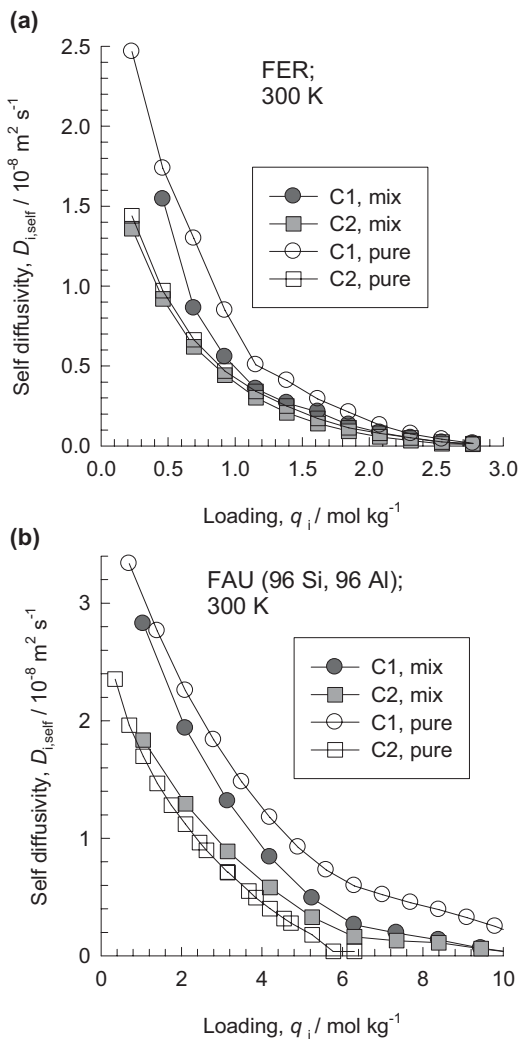 (a)
2.5
2.0
1.5
1.0
0.5
0.0
Self diffusivity, D i,self / 10-8 m2 s-1
FER;
300 K
C1, mix
C2, mix
C1, pure
C2, pure
0.0 0.5 1.0 1.5 2.0 2.5 3.0
Loading, q i / mol kg-1
(b)
3
2
1
0
Self diffusivity, D i,self / 10-8 m2 s-1
FAU (96 Si, 96 Al);
300 K
C1, mix
C2, mix
C1, pure
C2, pure
0 2 4 6 8 10
Loading, q i / mol kg-1